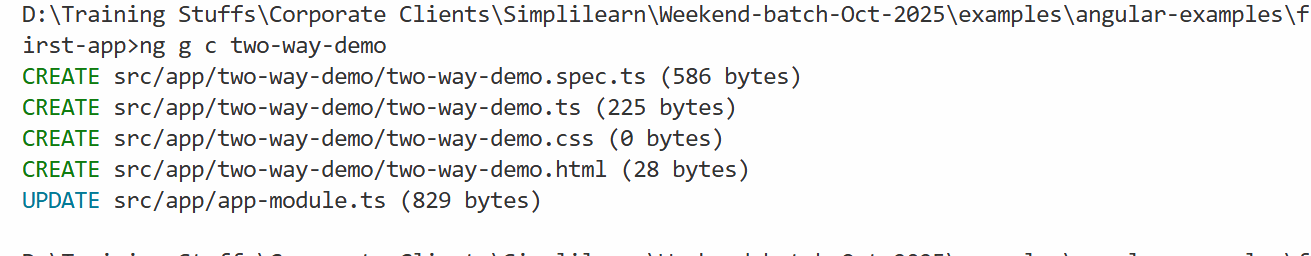 D:\Training Stuffs\Corporate Clients\Simplilearn\Weekend-batch-Oct-2025\examples\angular-examples\f
irst-app>ng g c two-way-demo
CREATE src/app/two-way-demo/two-way-demo.spec.ts (586 bytes)
CREATE src/app/two-way-demo/two-way-demo.ts (225 bytes)
CREATE src/app/two-way-demo/two-way-demo.css (0 bytes)
CREATE src/app/two-way-demo/two-way-demo.html (28 bytes)
UPDATE src/app/app-module.ts (829 bytes)